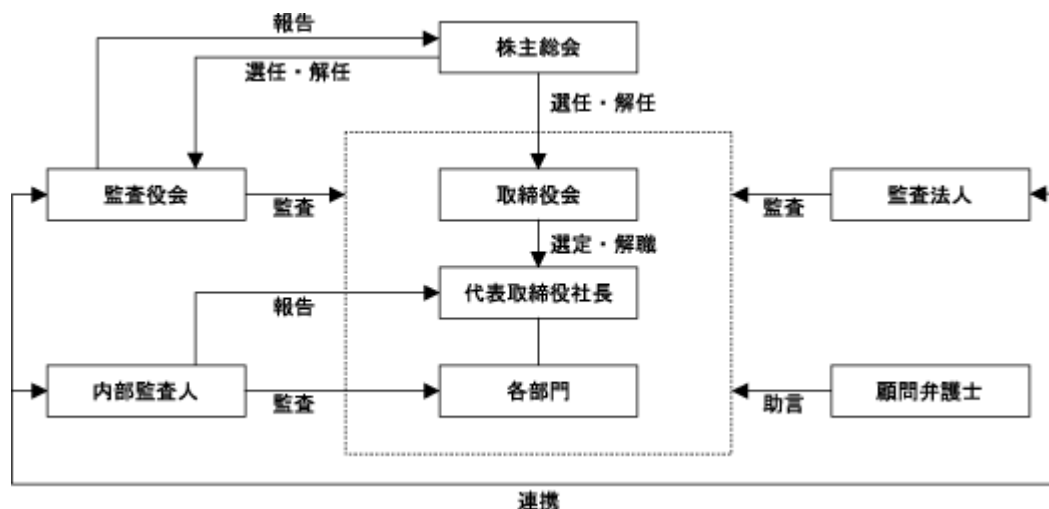 報告
株主総会
選任・解任
選任・解任
監査役会
監査
取締役会
監査
監査法人
選定・解職
代表取締役社長
報告
内部監査人
監査
各部門
助言
顧問弁護士
連携